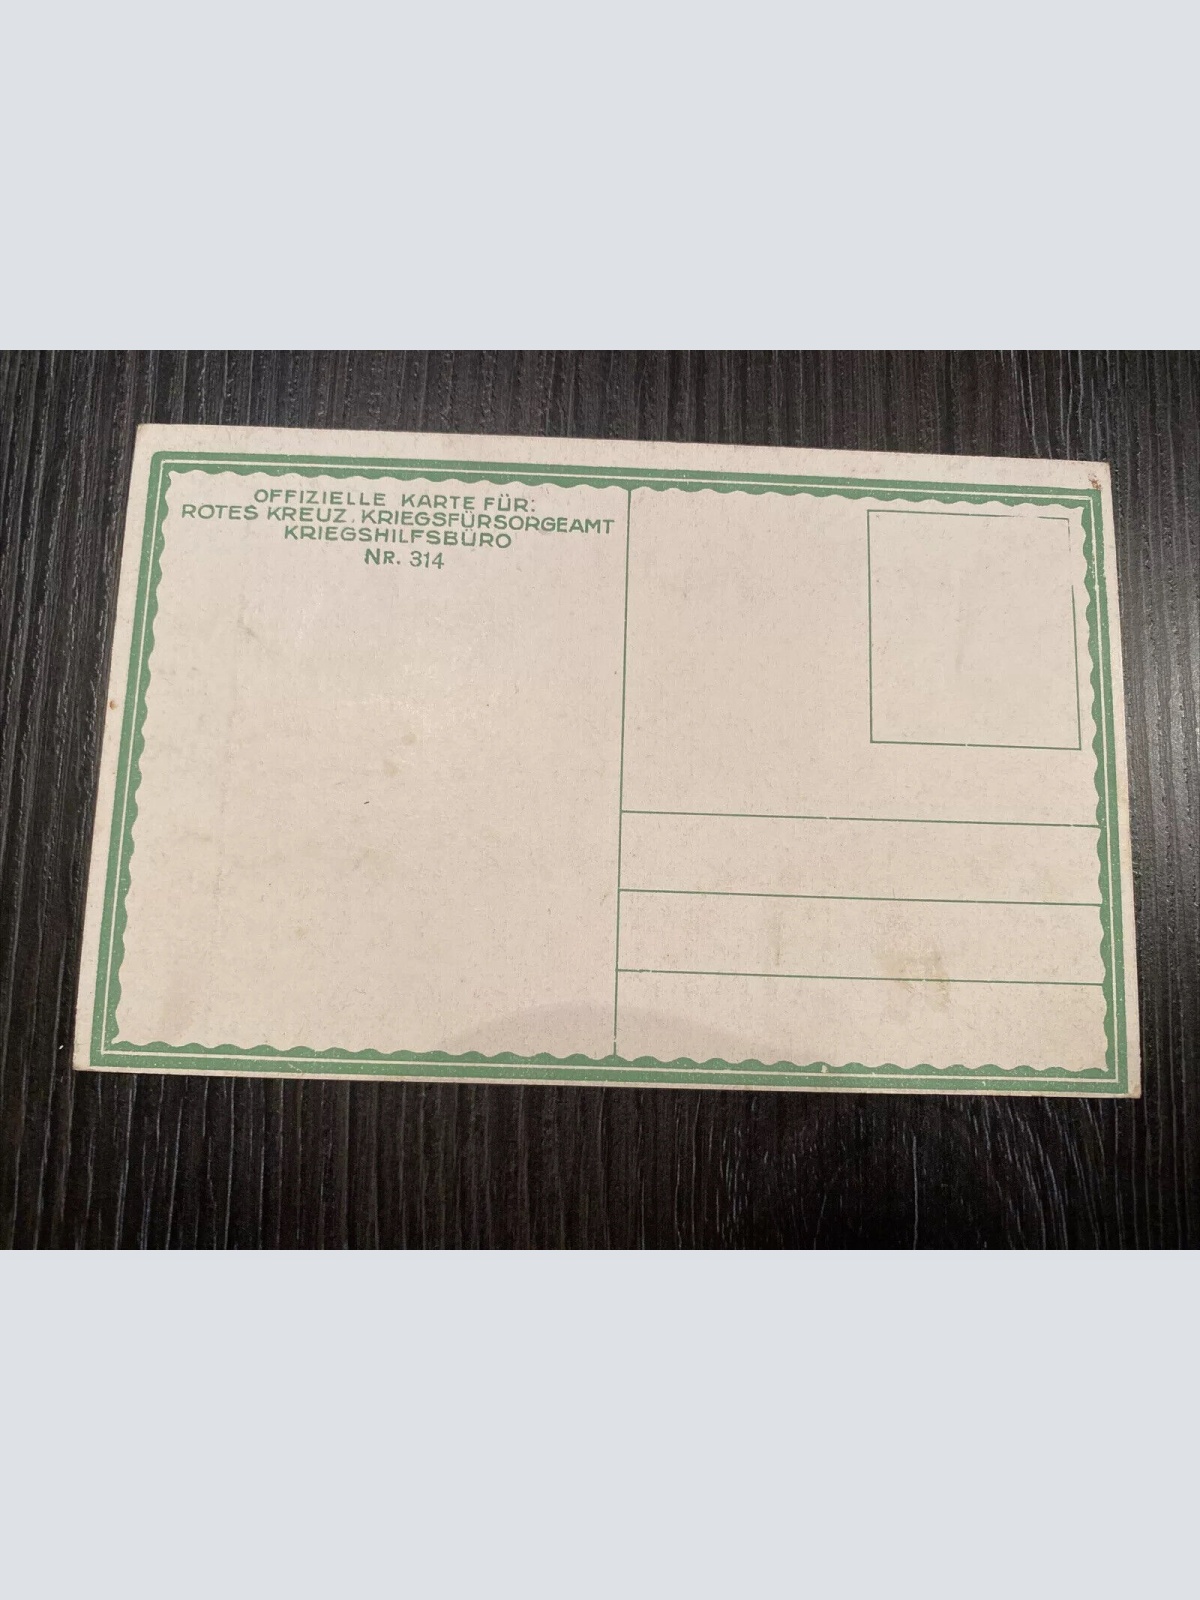 OFFIZIELLE KARTE FÜR:
ROTES KREUZ, KRIEGSFÜRSORGEAMT
KRIEGSHILFSBÜRO
NR. 314